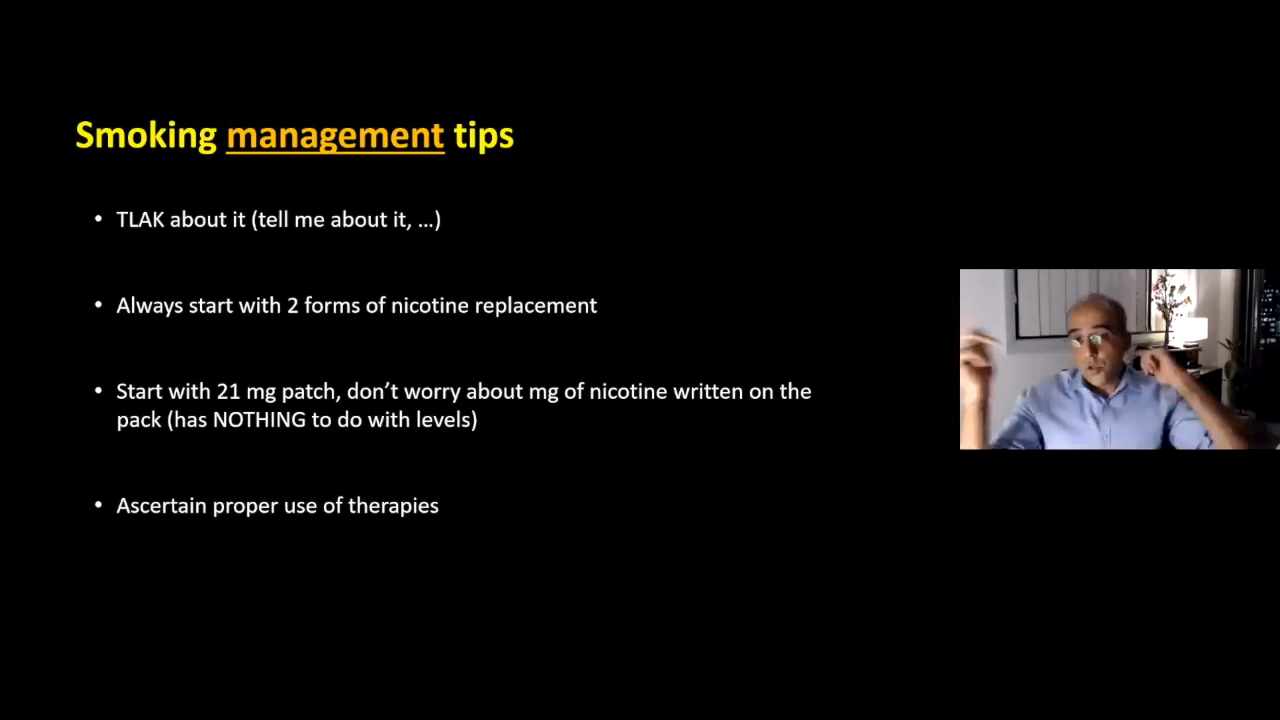 Smoking management tips
• TLAK about it (tell me about it, ...)
• Always start with 2 forms of nicotine replacement
• Start with 21 mg patch, don’t worry about mg of nicotine written on the
pack (has NOTHING to do with levels)
• Ascertain proper use of therapies